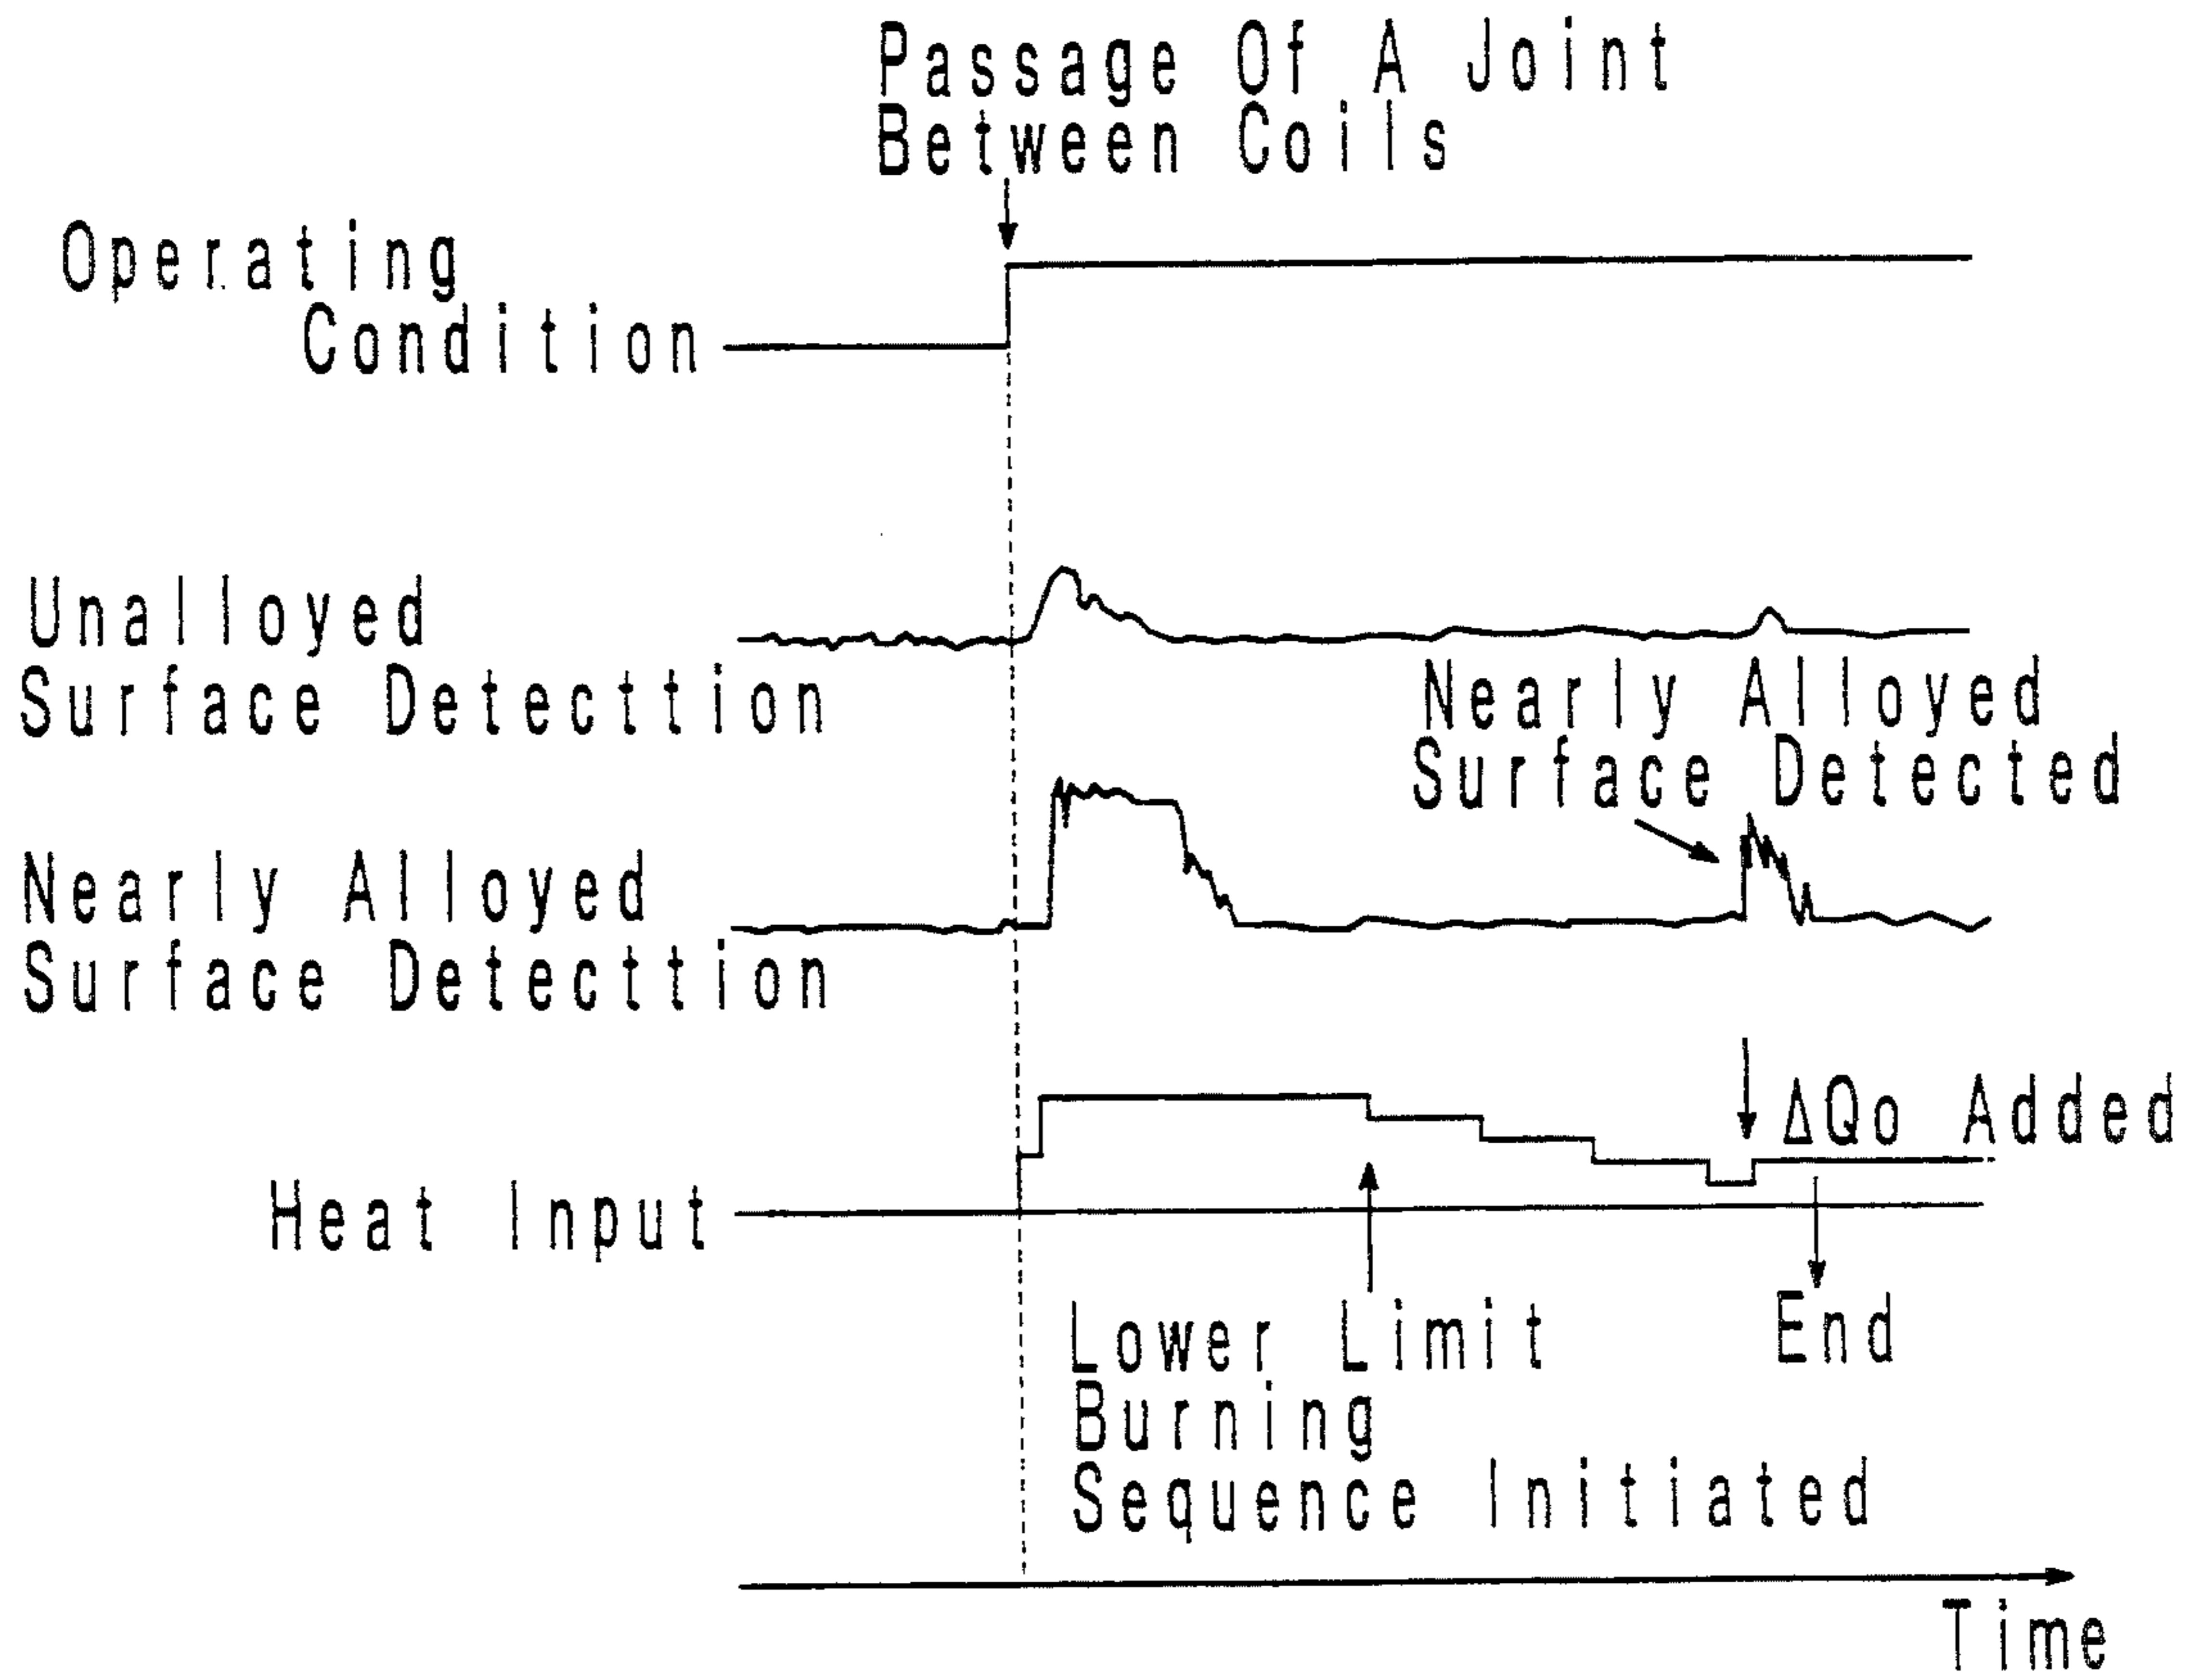 Passage Of A Joint
Between Coils
Operating
Condition
Unalloyed
Surface Detecttion
Nearly Alloyed
Surface Detected
Nearly Alloyed
Surface Detecttion
ΔQo Added
Heat Input
Lower Limit
Burning
Sequence Initiated
End
Time